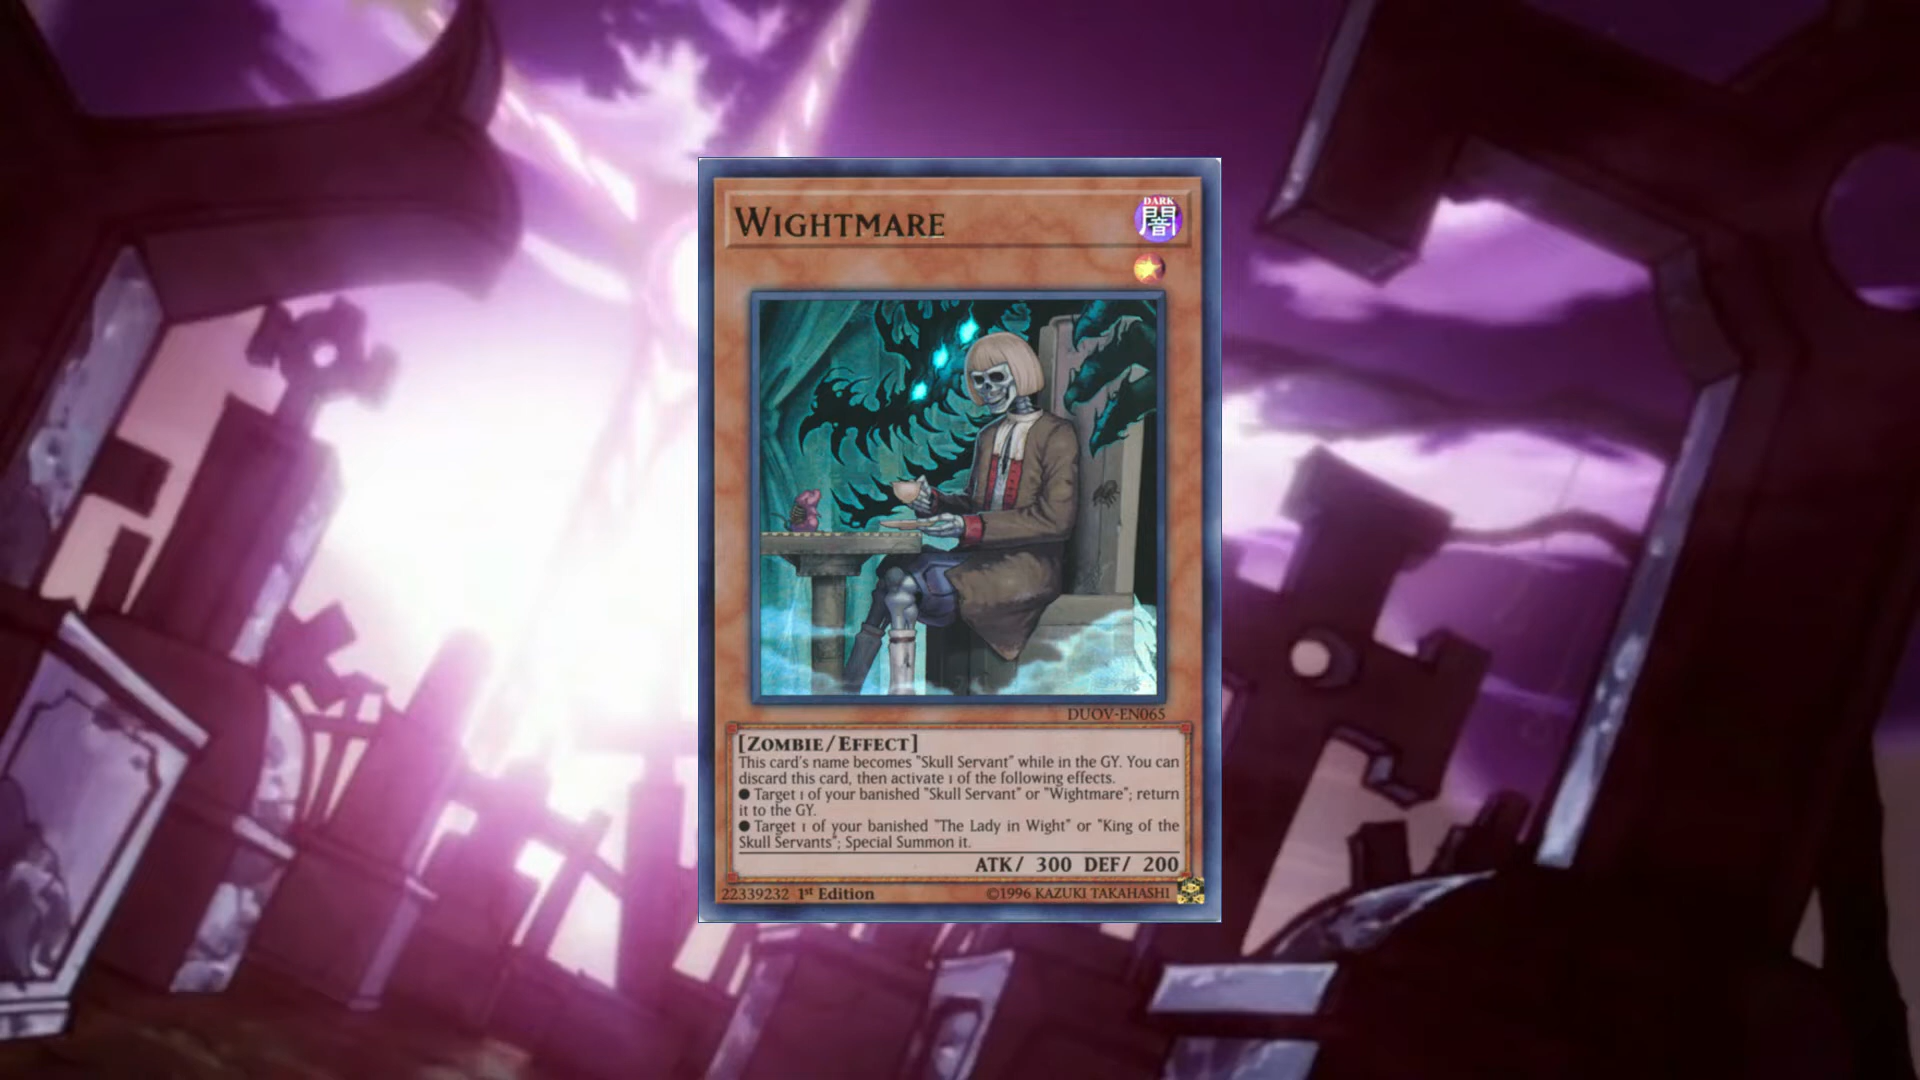 WIGHTMARE
DARK
闇
DUOV-EN065
[ZOMBIE/EFFECT]
This card's name becomes "Skull Servant" while in the GY. You can
discard this card, then activate 1 of the following effects.
● Target 1 of your banished "Skull Servant" or "Wightmare"; return
it to the GY.
● Target 1 of your banished "The Lady in Wight" or "King of the
Skull Servants"; Special Summon it.
ATK/ 300 DEF/ 200
22339232 1st Edition ©1996 KAZUKI TAKAHASHI